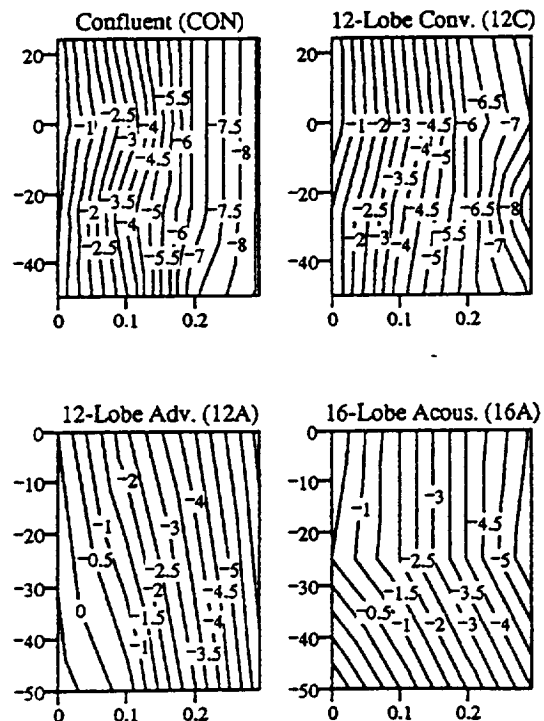 Confluent (CON)
20
0
-20
-40
-5.5
-2.5
-1 -4 -7.5
-3 -6
-4.5 -8
-3.5
-2 -5 -7.5
-4
-6
-2.5 -5.5 -7 -8
0 0.1 0.2
12-Lobe Conv. (12C)
20
0
-20
-40
-6.5
-1 -2 -3 -4.5 -6 -7
-4
-5
-3.5
-2.5 -4.5 -6.5 -8
-2 -3 -4 -5.5 -7
-5
0 0.1 0.2
12-Lobe Adv. (12A)
0
-10
-20
-30
-40
-50
-2
-4
-1 -3
-0.5 -2.5 -5
-2 -4.5
0
-1.5 -4
-1 -3.5
0 0.1 0.2
16-Lobe Acous. (16A)
0
-10
-20
-30
-40
-50
-3
-1
-4.5
-2.5 -5
-1.5 -3.5
-0.5 -1 -2 -3 -4
0 0.1 0.2